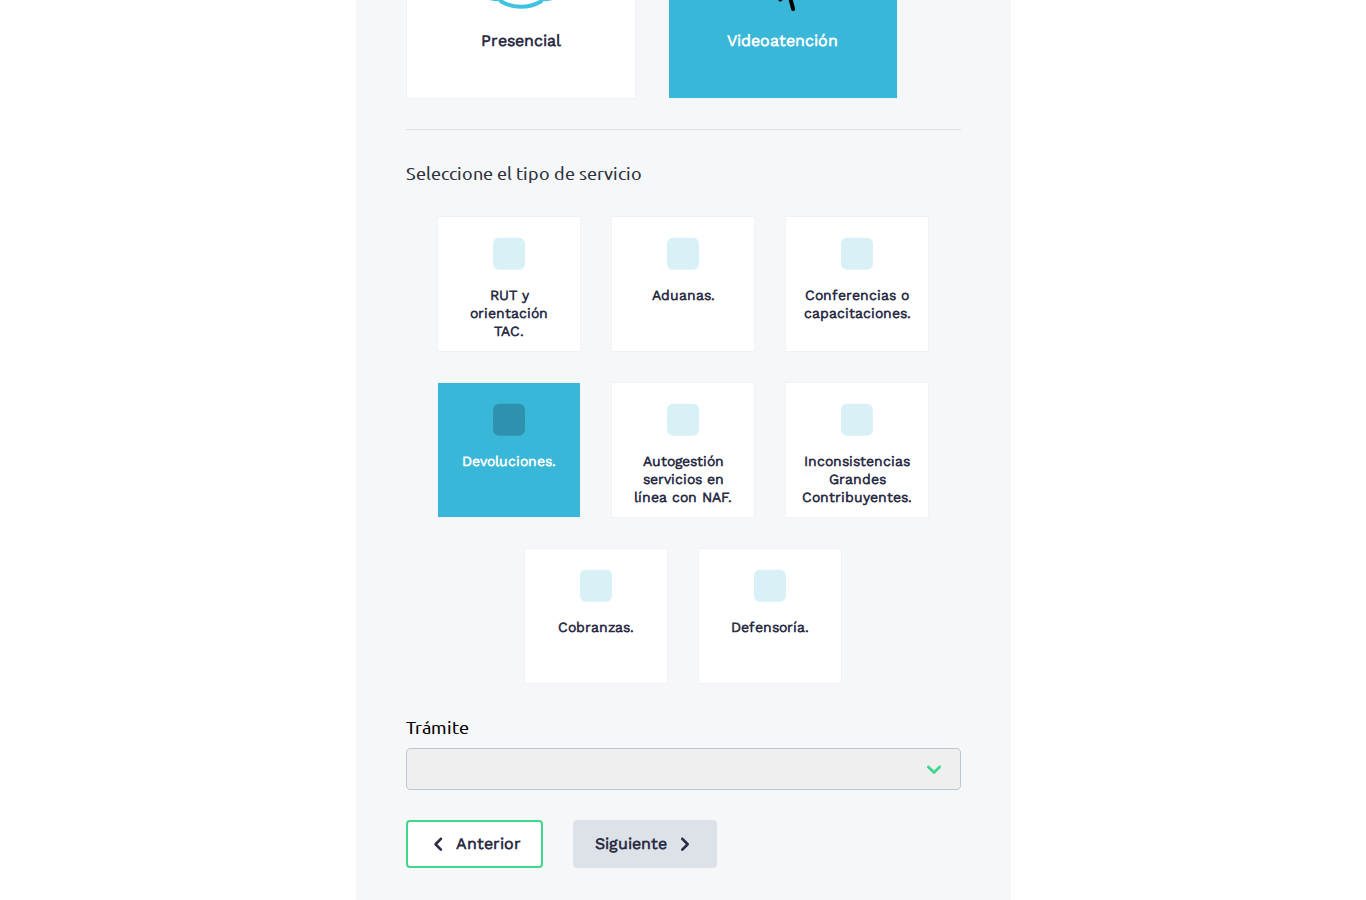 Presencial
Videoatención
Seleccione el tipo de servicio
RUT y
orientación
TAC.
Aduanas.
Conferencias o
capacitaciones.
Devoluciones.
Autogestión
servicios en
línea con NAF.
Inconsistencias
Grandes
Contribuyentes.
Cobranzas.
Defensoría.
Trámite
Anterior
Siguiente